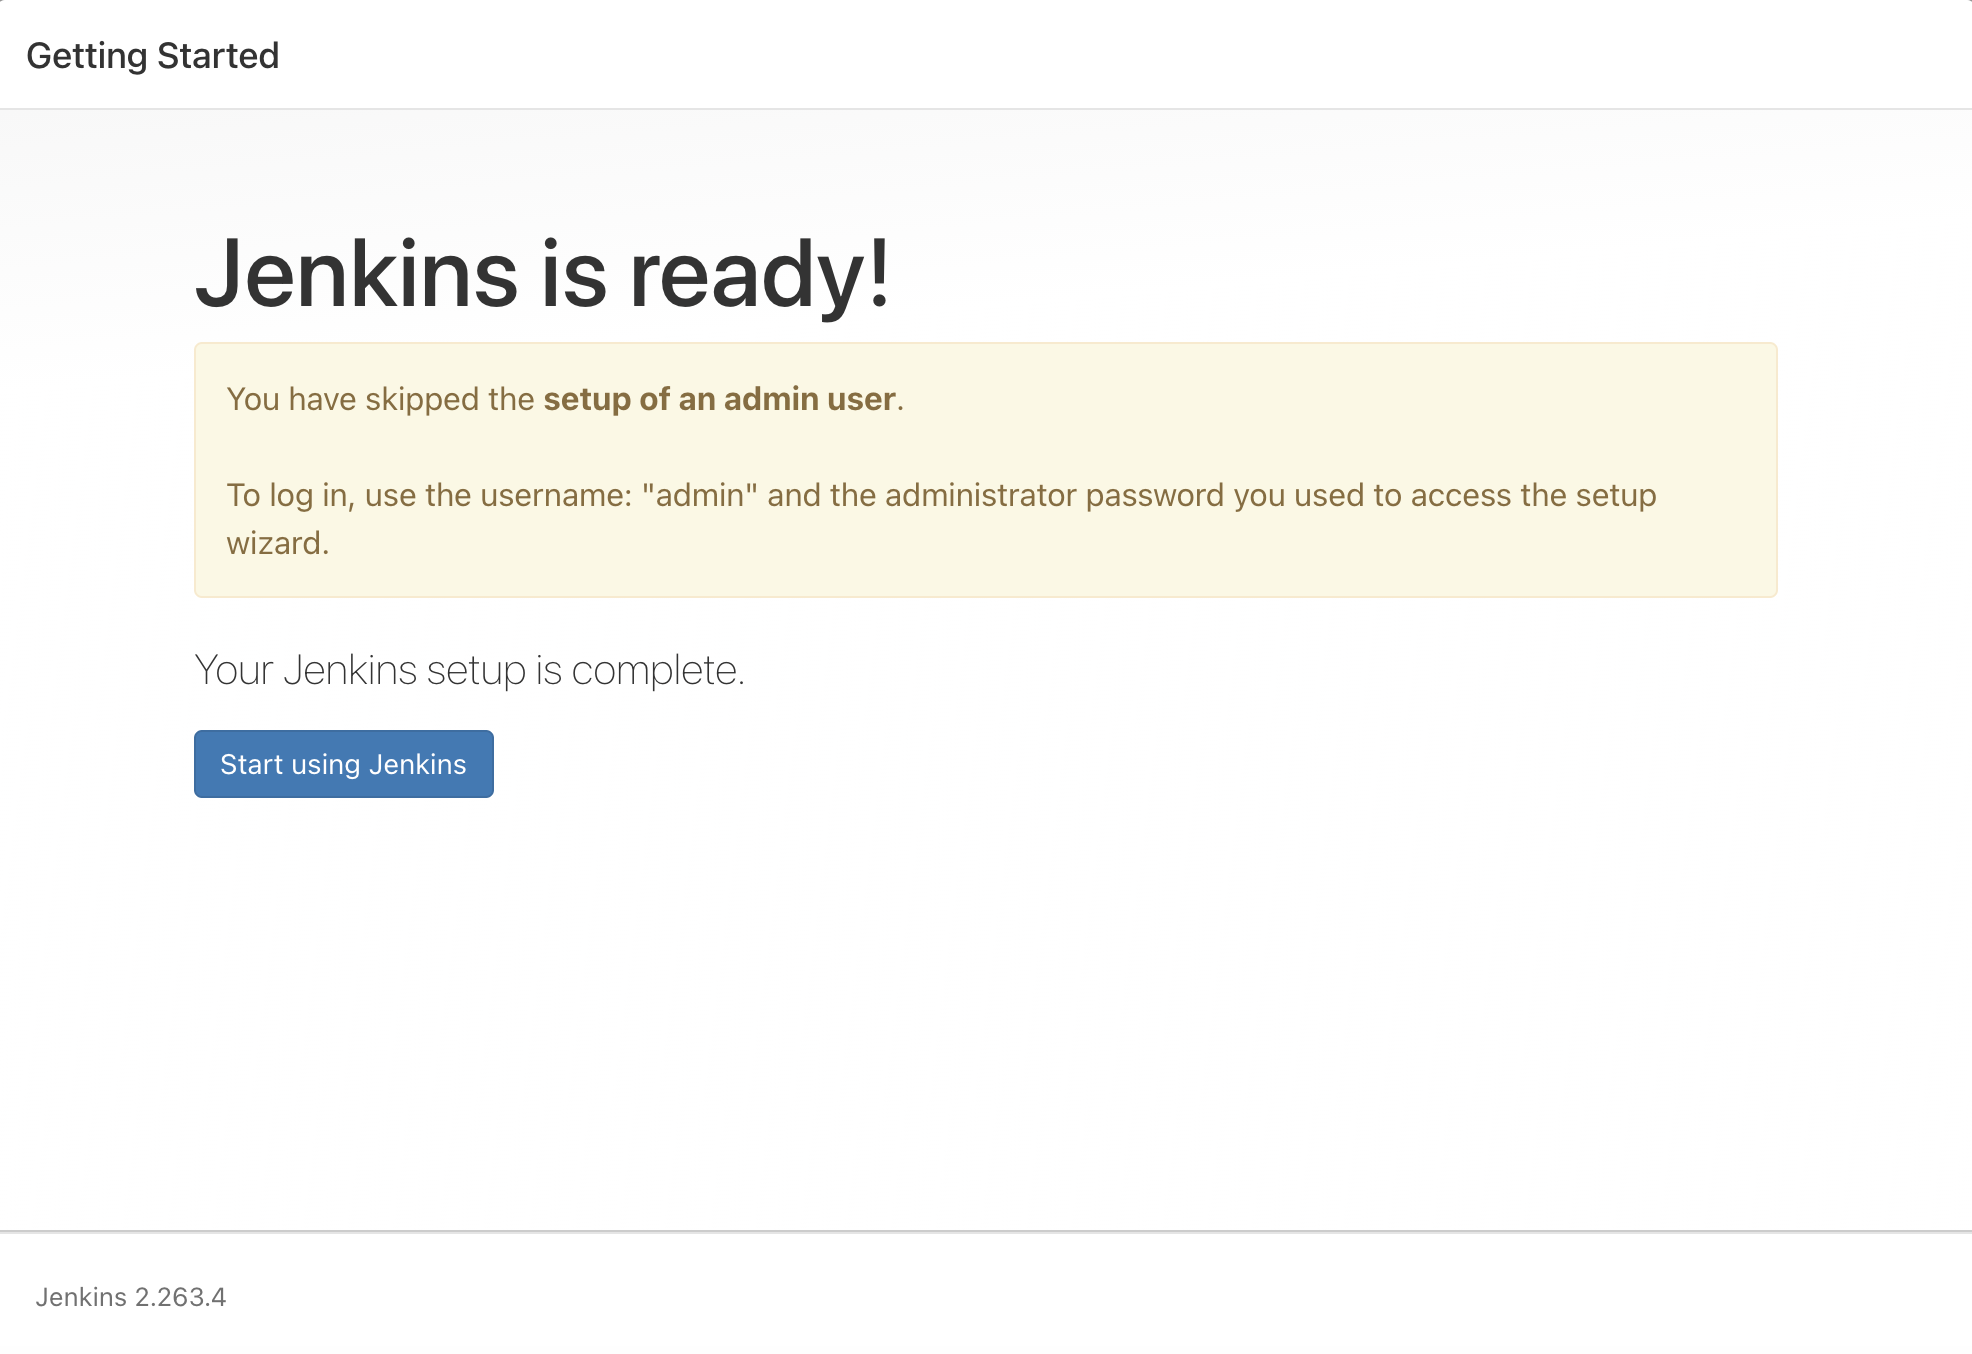 Getting Started
Jenkins is ready!
You have skipped the setup of an admin user.
To log in, use the username: "admin" and the administrator password you used to access the setup
wizard.
Your Jenkins setup is complete.
Start using Jenkins
Jenkins 2.263.4